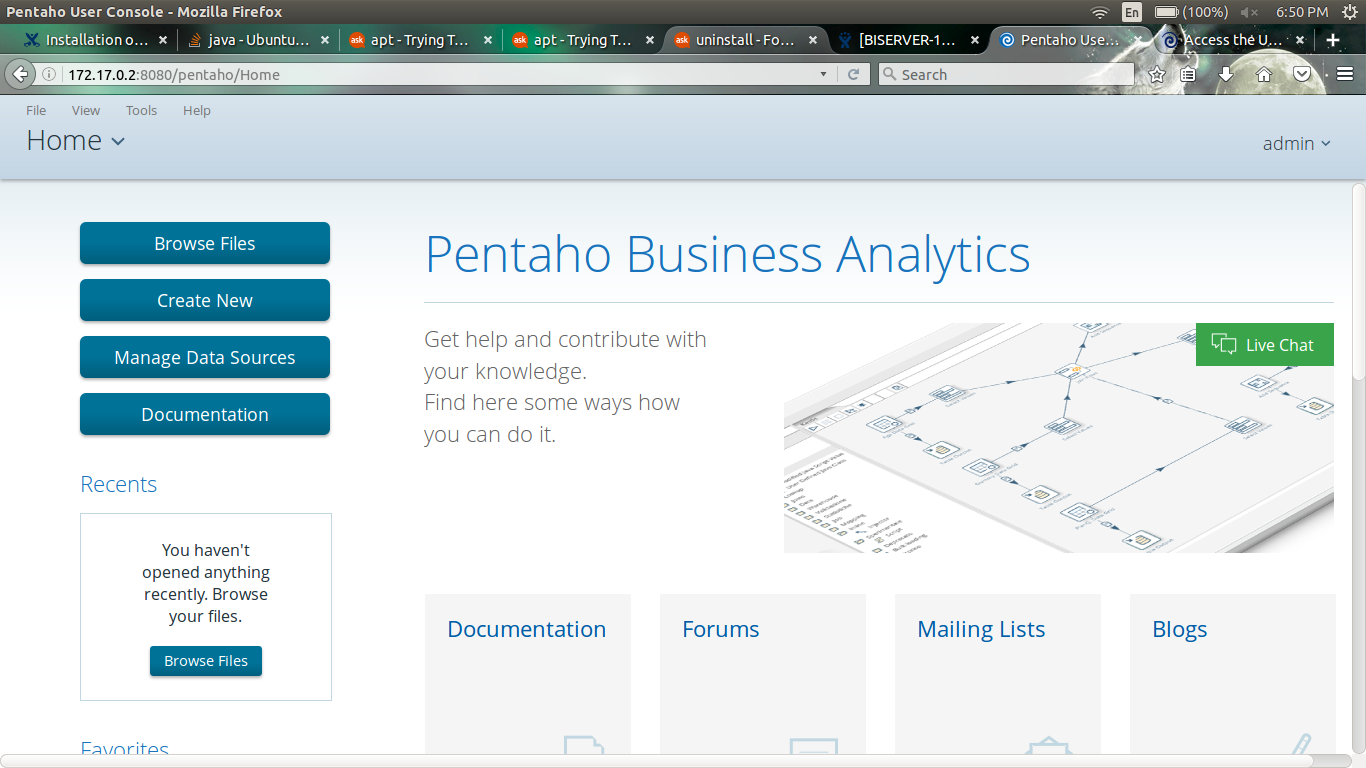 Pentaho User Console - Mozilla Firefox
En
(100%)
6:50 PM
Installation o...
java - Ubuntu...
ask
apt - Trying T...
ask
apt - Trying T...
ask
uninstall - Fo...
[BISERVER-1...
Pentaho Use...
Access the U...
172.17.0.2:8080/pentaho/Home
Search
File
View
Tools
Help
Home
admin
Browse Files
Create New
Manage Data Sources
Documentation
Recents
You haven't
opened anything
recently. Browse
your files.
Browse Files
Favorites
Pentaho Business Analytics
Get help and contribute with
your knowledge.
Find here some ways how
you can do it.
Live Chat
Documentation
Forums
Mailing Lists
Blogs